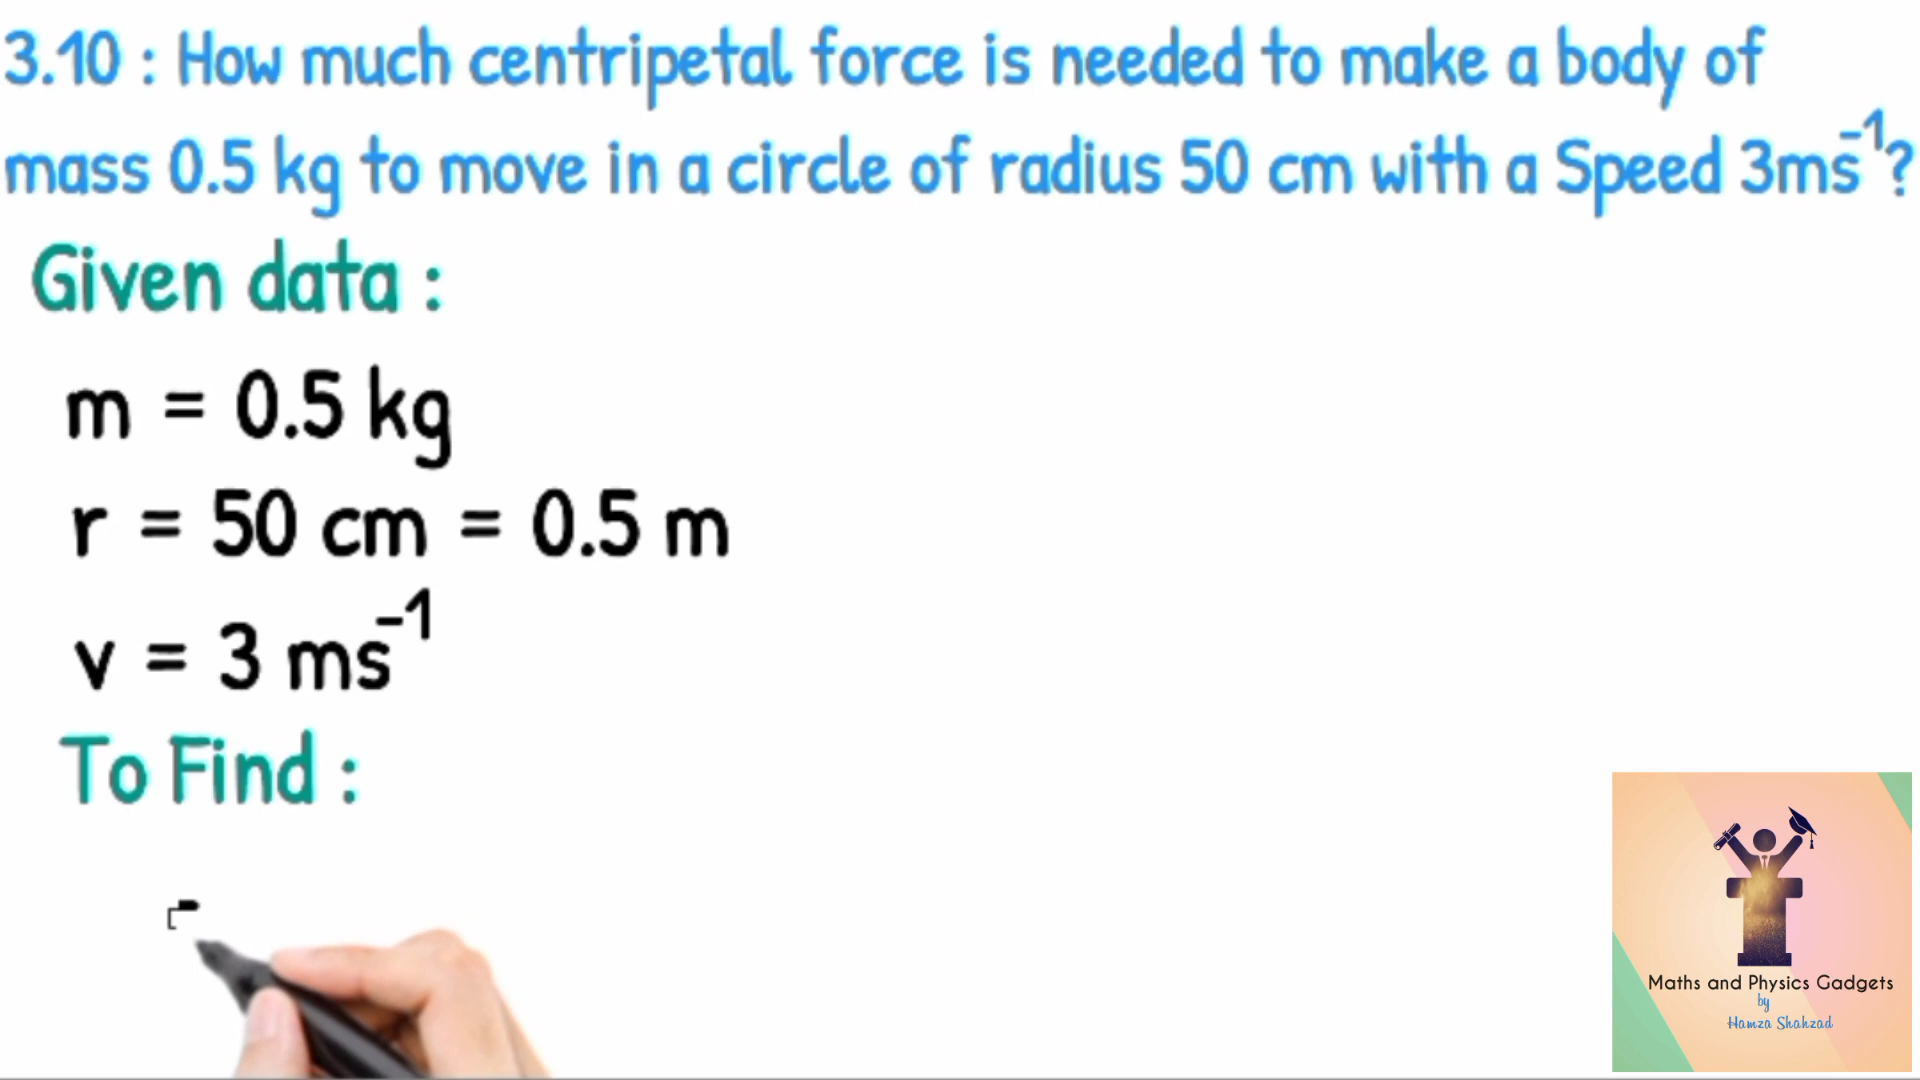 3.10 : How much centripetal force is needed to make a body of
mass 0.5 kg to move in a circle of radius 50 cm with a Speed 3ms⁻¹?
Given data :
m = 0.5 kg
r = 50 cm = 0.5 m
v = 3 ms⁻¹
To Find :
Maths and Physics Gadgets
by
Hamza Shahzad